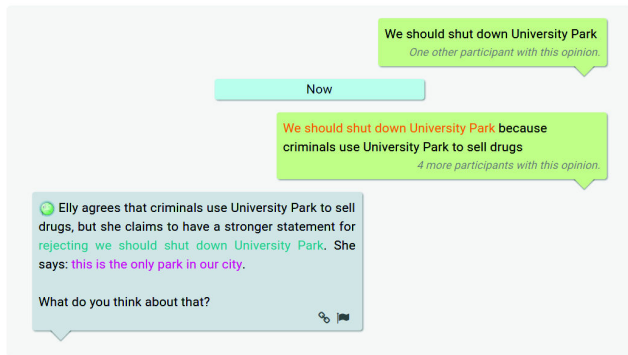 We should shut down University Park
One other participant with this opinion.
Now
We should shut down University Park because
criminals use University Park to sell drugs
4 more participants with this opinion.
Elly agrees that criminals use University Park to sell
drugs, but she claims to have a stronger statement for
rejecting we should shut down University Park. She
says: this is the only park in our city.
What do you think about that?